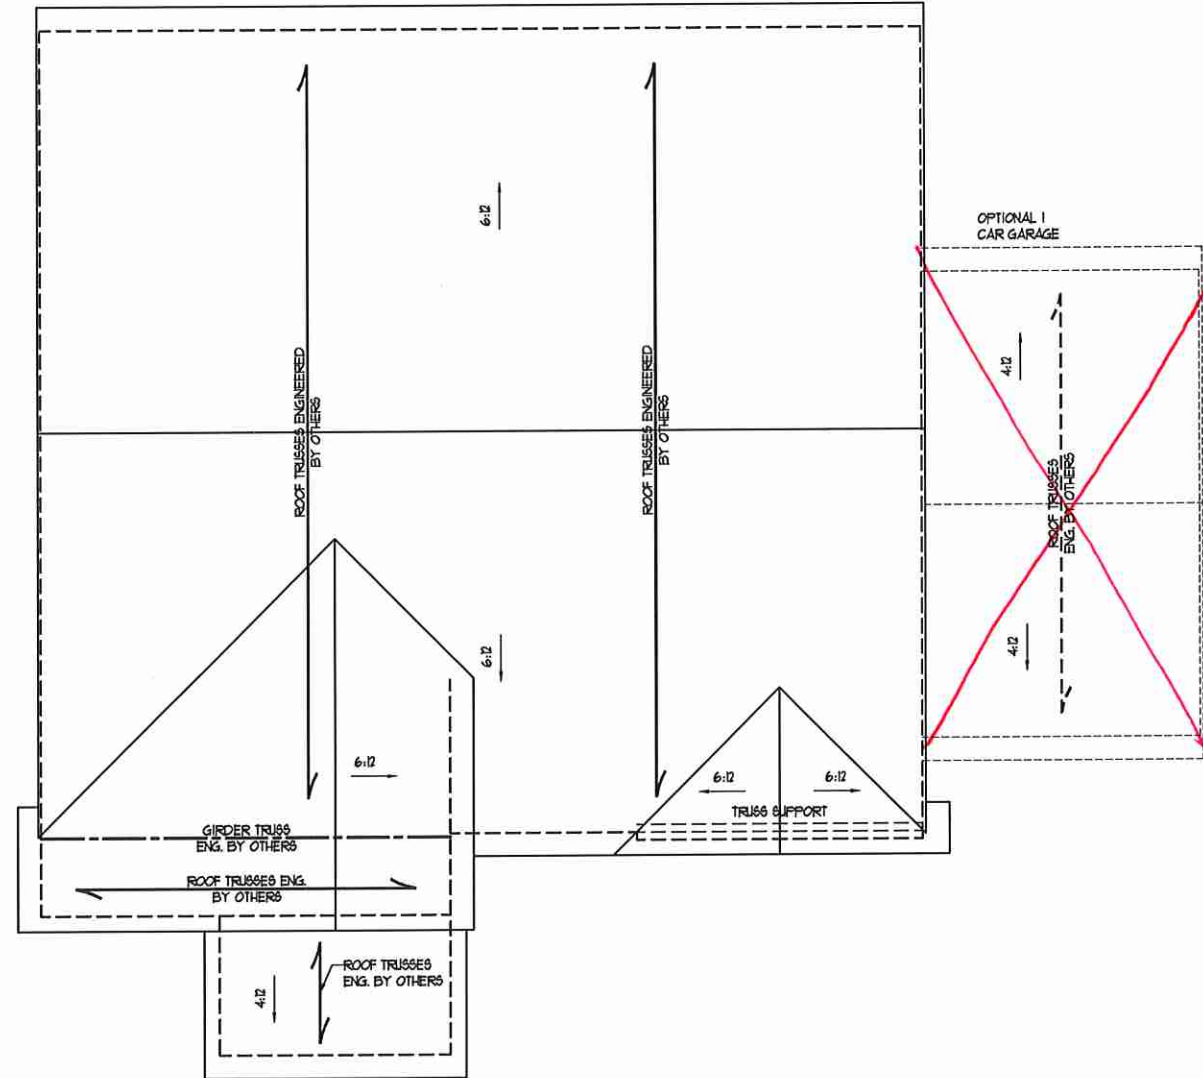 OPTIONAL 1
CAR GARAGE
6:12
4:12
ROOF TRUSSES ENGINEERED
BY OTHERS
ROOF TRUSSES ENGINEERED
BY OTHERS
ROOF TRUSSES
ENG. BY OTHERS
6:12
4:12
6:12
6:12
6:12
TRUSS SUPPORT
GIRDER TRUSS
ENG. BY OTHERS
ROOF TRUSSES ENG.
BY OTHERS
ROOF TRUSSES
ENG. BY OTHERS
4:12